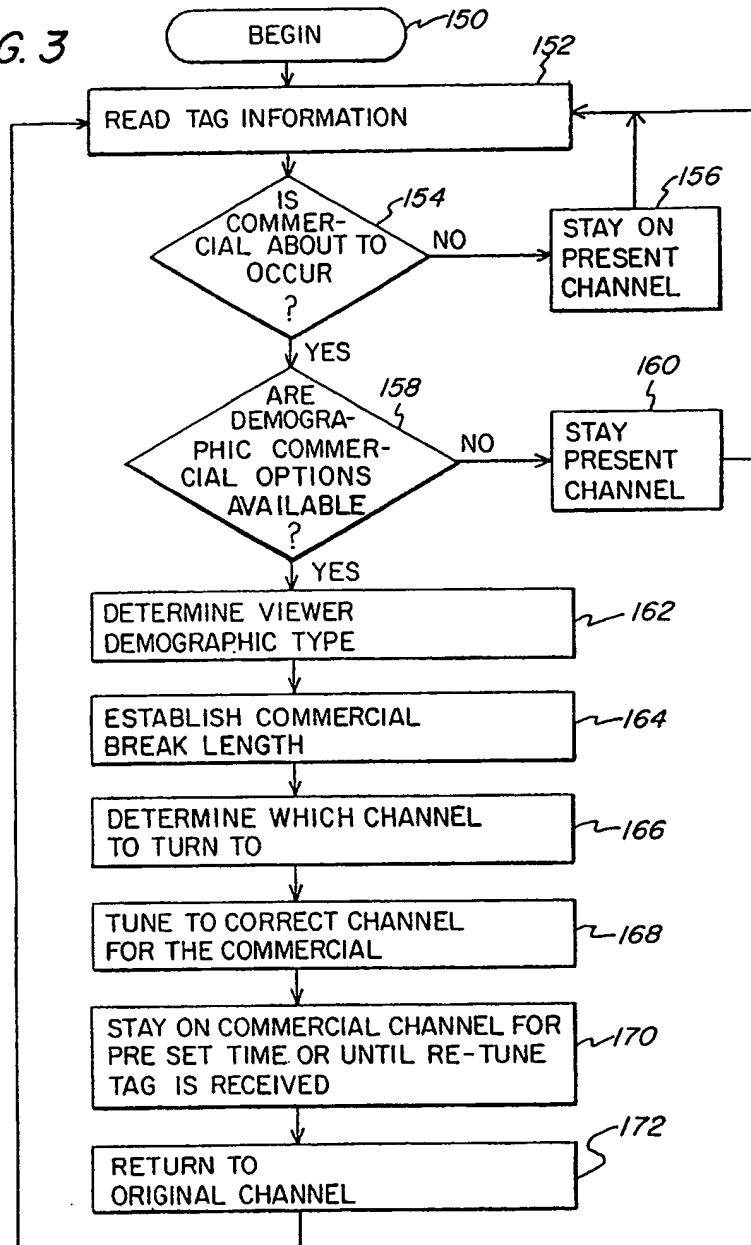 G. 3
BEGIN
150
152
READ TAG INFORMATION
IS
COMMER-
CIAL ABOUT TO
OCCUR
?
154
NO
156
STAY ON
PRESENT
CHANNEL
YES
ARE
DEMOGRA-
PHIC COMMER-
CIAL OPTIONS
AVAILABLE
?
158
NO
160
STAY
PRESENT
CHANNEL
YES
DETERMINE VIEWER
DEMOGRAPHIC TYPE
162
ESTABLISH COMMERCIAL
BREAK LENGTH
164
DETERMINE WHICH CHANNEL
TO TURN TO
166
TUNE TO CORRECT CHANNEL
FOR THE COMMERCIAL
168
STAY ON COMMERCIAL CHANNEL FOR
PRE SET TIME OR UNTIL RE-TUNE
TAG IS RECEIVED
170
RETURN TO
ORIGINAL CHANNEL
172